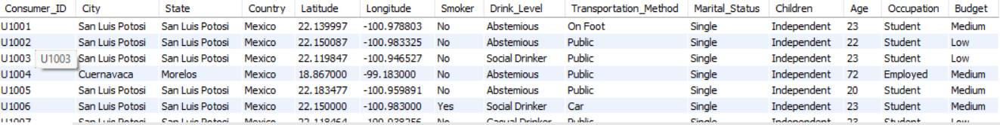 Consumer_ID City State Country Latitude Longitude Smoker Drink_Level Transportation_Method Marital_Status Children Age Occupation Budget
U1001 San Luis Potosi San Luis Potosi Mexico 22.139997 -100.978803 No Abstemious On Foot Single Independent 23 Student Medium
U1002 San Luis Potosi San Luis Potosi Mexico 22.150087 -100.983325 No Abstemious Public Single Independent 22 Student Low
U1003 U1003 San Luis Potosi San Luis Potosi Mexico 22.119847 -100.946527 No Social Drinker Public Single Independent 23 Student Low
U1004 Cuernavaca Morelos Mexico 18.867000 -99.183000 No Abstemious Public Single Independent 72 Employed Medium
U1005 San Luis Potosi San Luis Potosi Mexico 22.183477 -100.959891 No Abstemious Public Single Independent 20 Student Medium
U1006 San Luis Potosi San Luis Potosi Mexico 22.150000 -100.983000 Yes Social Drinker Car Single Independent 23 Student Medium
U1007 San Luis Potosi San Luis Potosi Mexico 22.118464 -100.938256 No Casual Drinker Public Single Independent 23 Student Low